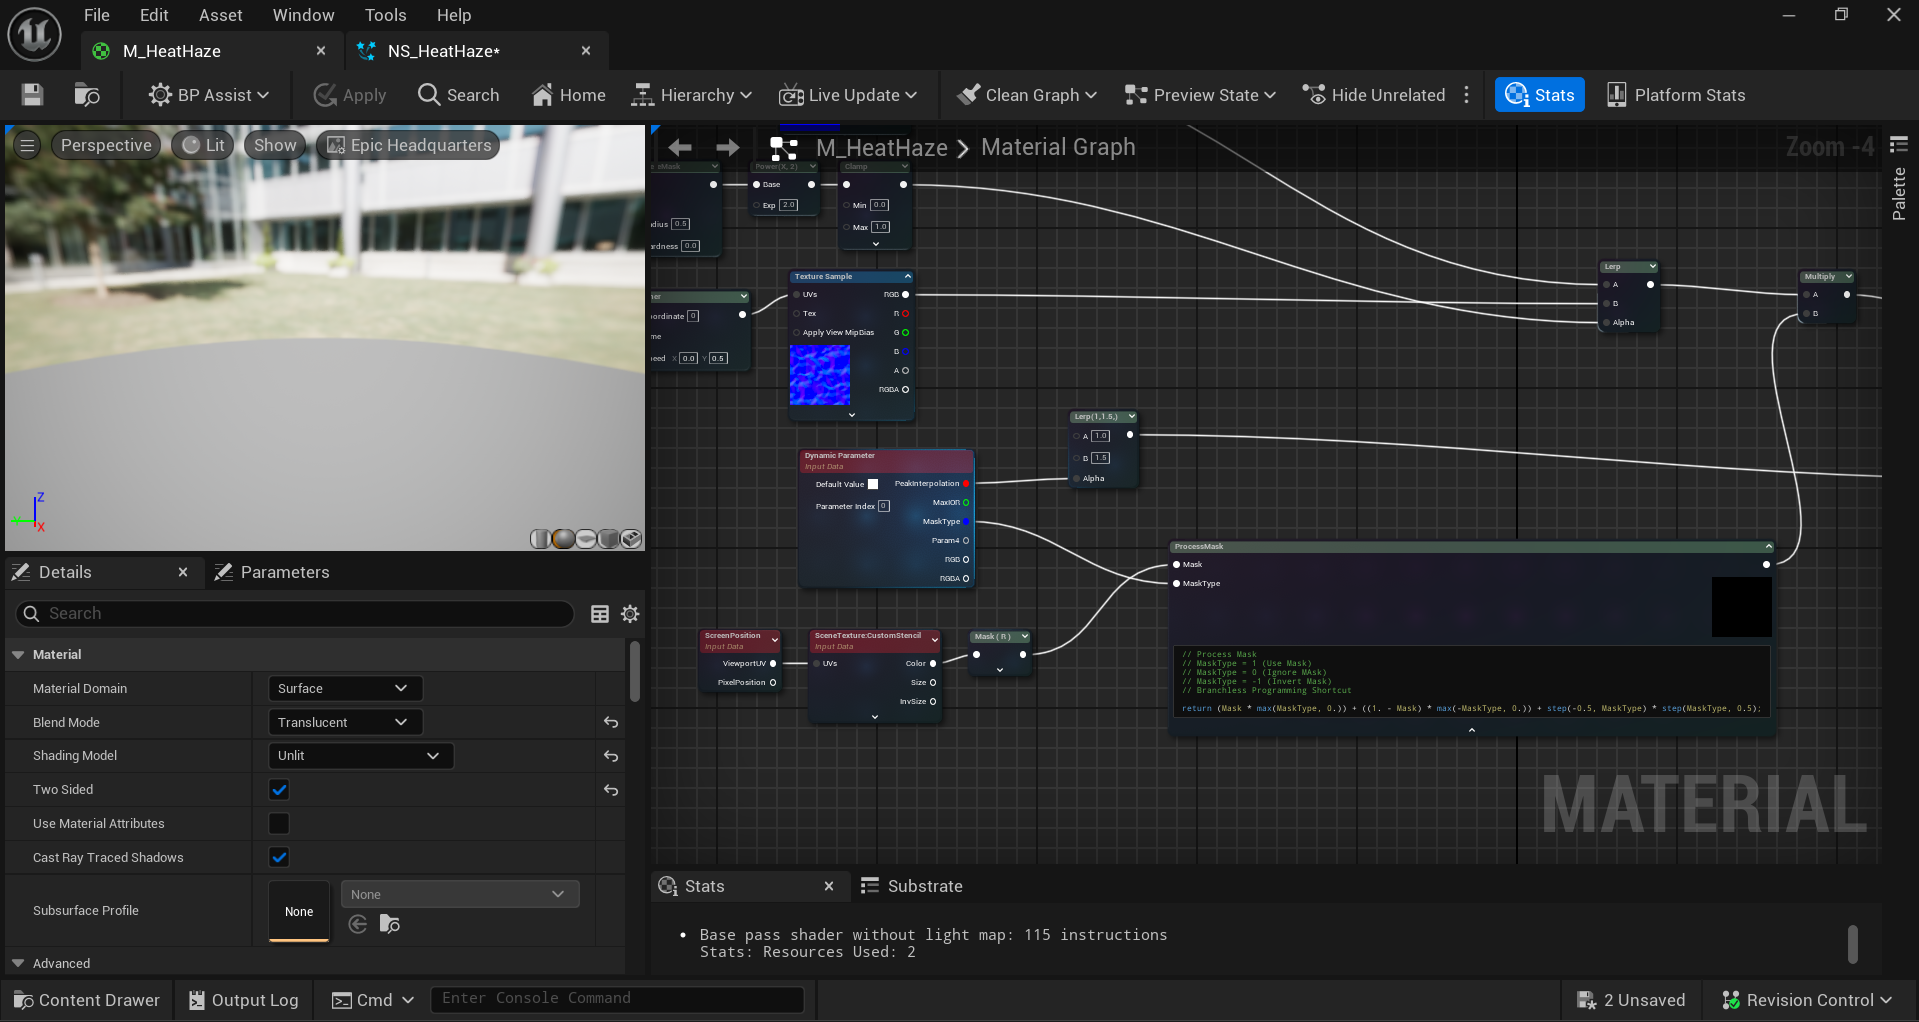 File Edit Asset Window Tools Help
M_HeatHaze
NS_HeatHaze*
BP Assist
Apply
Search
Home
Hierarchy
Live Update
Clean Graph
Preview State
Hide Unrelated
Stats
Platform Stats
Perspective
Lit
Show
Epic Headquarters
Z
Y
X
M_HeatHaze
Material Graph
Zoom -4
Palette
eMask
dius 0.5
ardness 0.0
Power(X, 2)
Base
Exp 2.0
Clamp
Min 0.0
Max 1.0
ner
oordinate 0
me
eed X 0.0 Y 0.5
Texture Sample
UVs RGB
Tex R
Apply View MipBias G
B
A
RGBA
Lerp
A
B
Alpha
Multiply
A
B
Lerp(1,1.5,)
A 1.0
B 1.5
Alpha
Dynamic Parameter
Input Data
Default Value PeakInterpolation
MaxIOR
Parameter Index 0
MaskType
Param4
RGB
RGBA
ScreenPosition
Input Data
ViewportUV
PixelPosition
SceneTexture:CustomStencil
Input Data
UVs Color
Size
InvSize
Mask ( R )
ProcessMask
Mask
MaskType
// Process Mask
// MaskType = 1 (Use Mask)
// MaskType = 0 (Ignore MAsk)
// MaskType = -1 (Invert Mask)
// Branchless Programming Shortcut
return (Mask * max(MaskType, 0.)) + ((1. - Mask) * max(-MaskType, 0.)) + step(-0.5, MaskType) * step(MaskType, 0.5);
MATERIAL
Details
Parameters
Search
Material
Material Domain Surface
Blend Mode Translucent
Shading Model Unlit
Two Sided
Use Material Attributes
Cast Ray Traced Shadows
Subsurface Profile None None
Advanced
Stats
Substrate
• Base pass shader without light map: 115 instructions
Stats: Resources Used: 2
Content Drawer
Output Log
Cmd
Enter Console Command
2 Unsaved
Revision Control